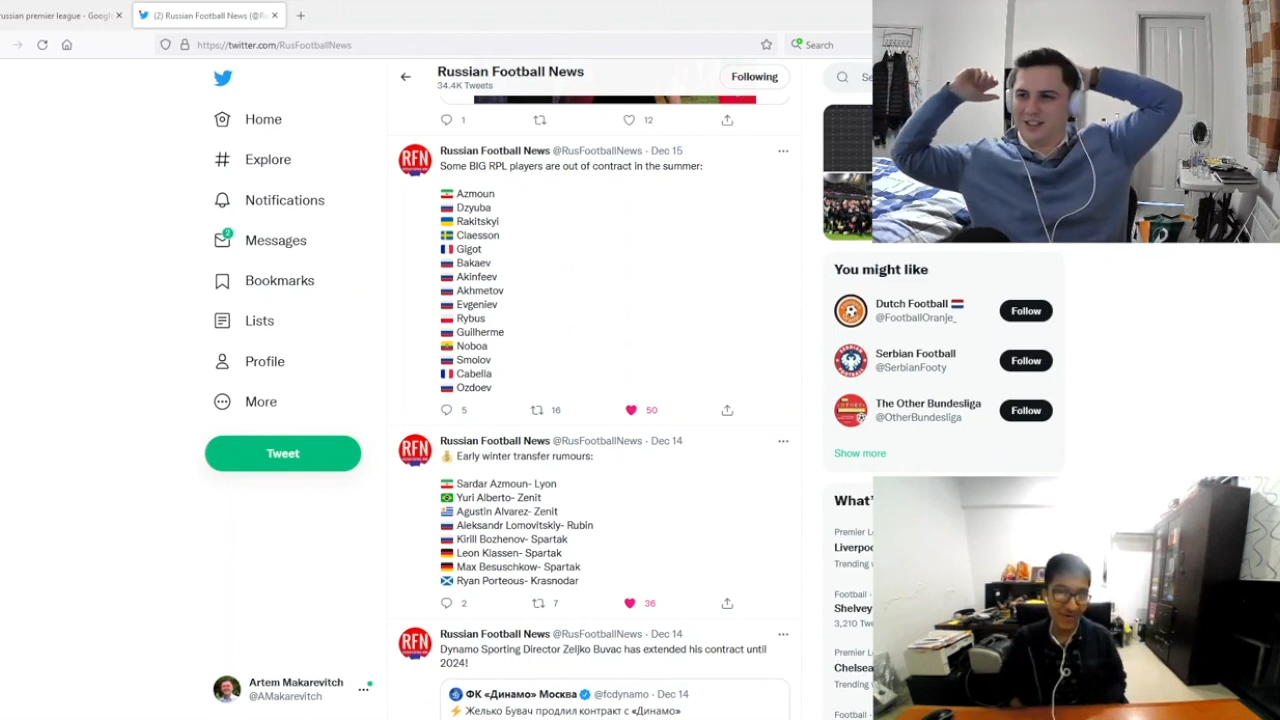 russian premier league - Googl
(2) Russian Football News (@R
https://twitter.com/RusFootballNews
Search
Home
Explore
Notifications
2
Messages
Bookmarks
Lists
Profile
More
Tweet
Artem Makarevitch
@AMakarevitch
Russian Football News
34.4K Tweets
Following
1
12
RFN
Russian Football News @RusFootballNews · Dec 15
Some BIG RPL players are out of contract in the summer:
Azmoun
Dzyuba
Rakitskyi
Claesson
Gigot
Bakaev
Akinfeev
Akhmetov
Evgeniev
Rybus
Guilherme
Noboa
Smolov
Cabella
Ozdoev
5 16 50
RFN
Russian Football News @RusFootballNews · Dec 14
Early winter transfer rumours:
Sardar Azmoun- Lyon
Yuri Alberto- Zenit
Agustin Alvarez- Zenit
Aleksandr Lomovitskiy- Rubin
Kirill Bozhenov- Spartak
Leon Klassen- Spartak
Max Besuschkow- Spartak
Ryan Porteous- Krasnodar
2 7 36
RFN
Russian Football News @RusFootballNews · Dec 14
Dynamo Sporting Director Zeljko Buvac has extended his contract until
2024!
ФК «Динамо» Москва @fcdynamo · Dec 14
Желько Бувач продлил контракт с «Динамо»
Se
You might like
Dutch Football
@FootballOranje_
Follow
Serbian Football
@SerbianFooty
Follow
The Other Bundesliga
@OtherBundesliga
Follow
Show more
What'
Premier L
Liverpo
Trending
Football ·
Shelvey
3,210 Tw
Premier L
Chelsea
Trending
Football ·